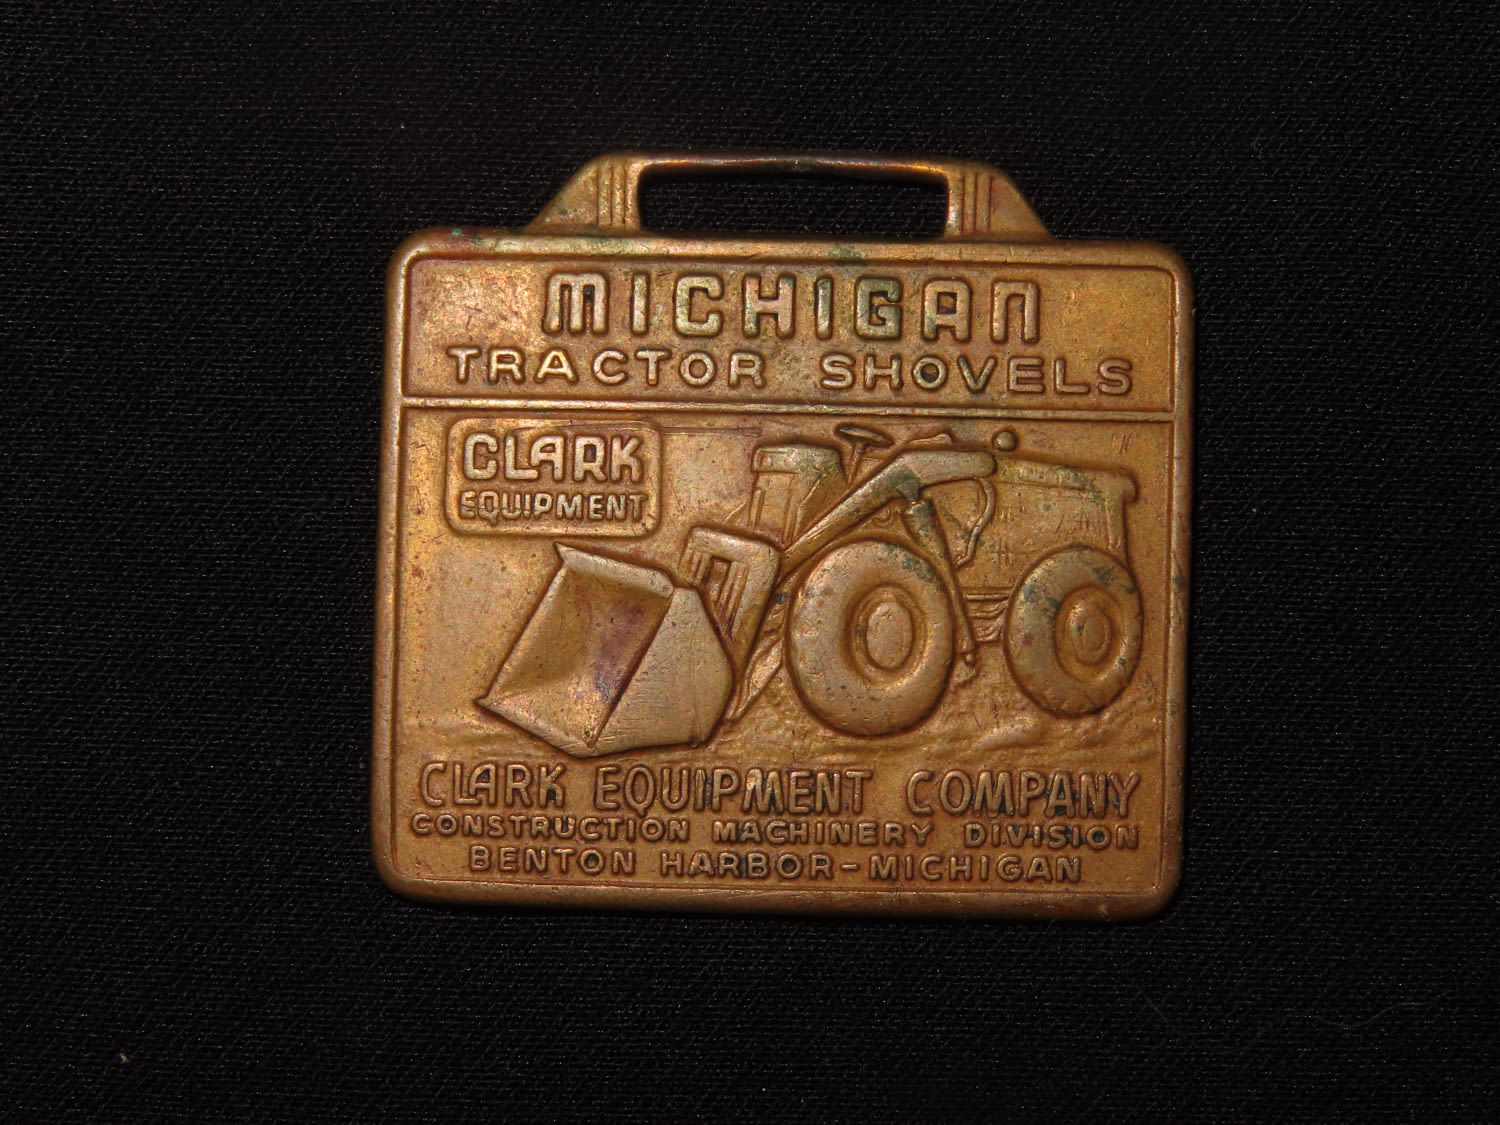 MICHIGAN
TRACTOR SHOVELS
CLARK
EQUIPMENT
CLARK EQUIPMENT COMPANY
CONSTRUCTION MACHINERY DIVISION
BENTON HARBOR-MICHIGAN